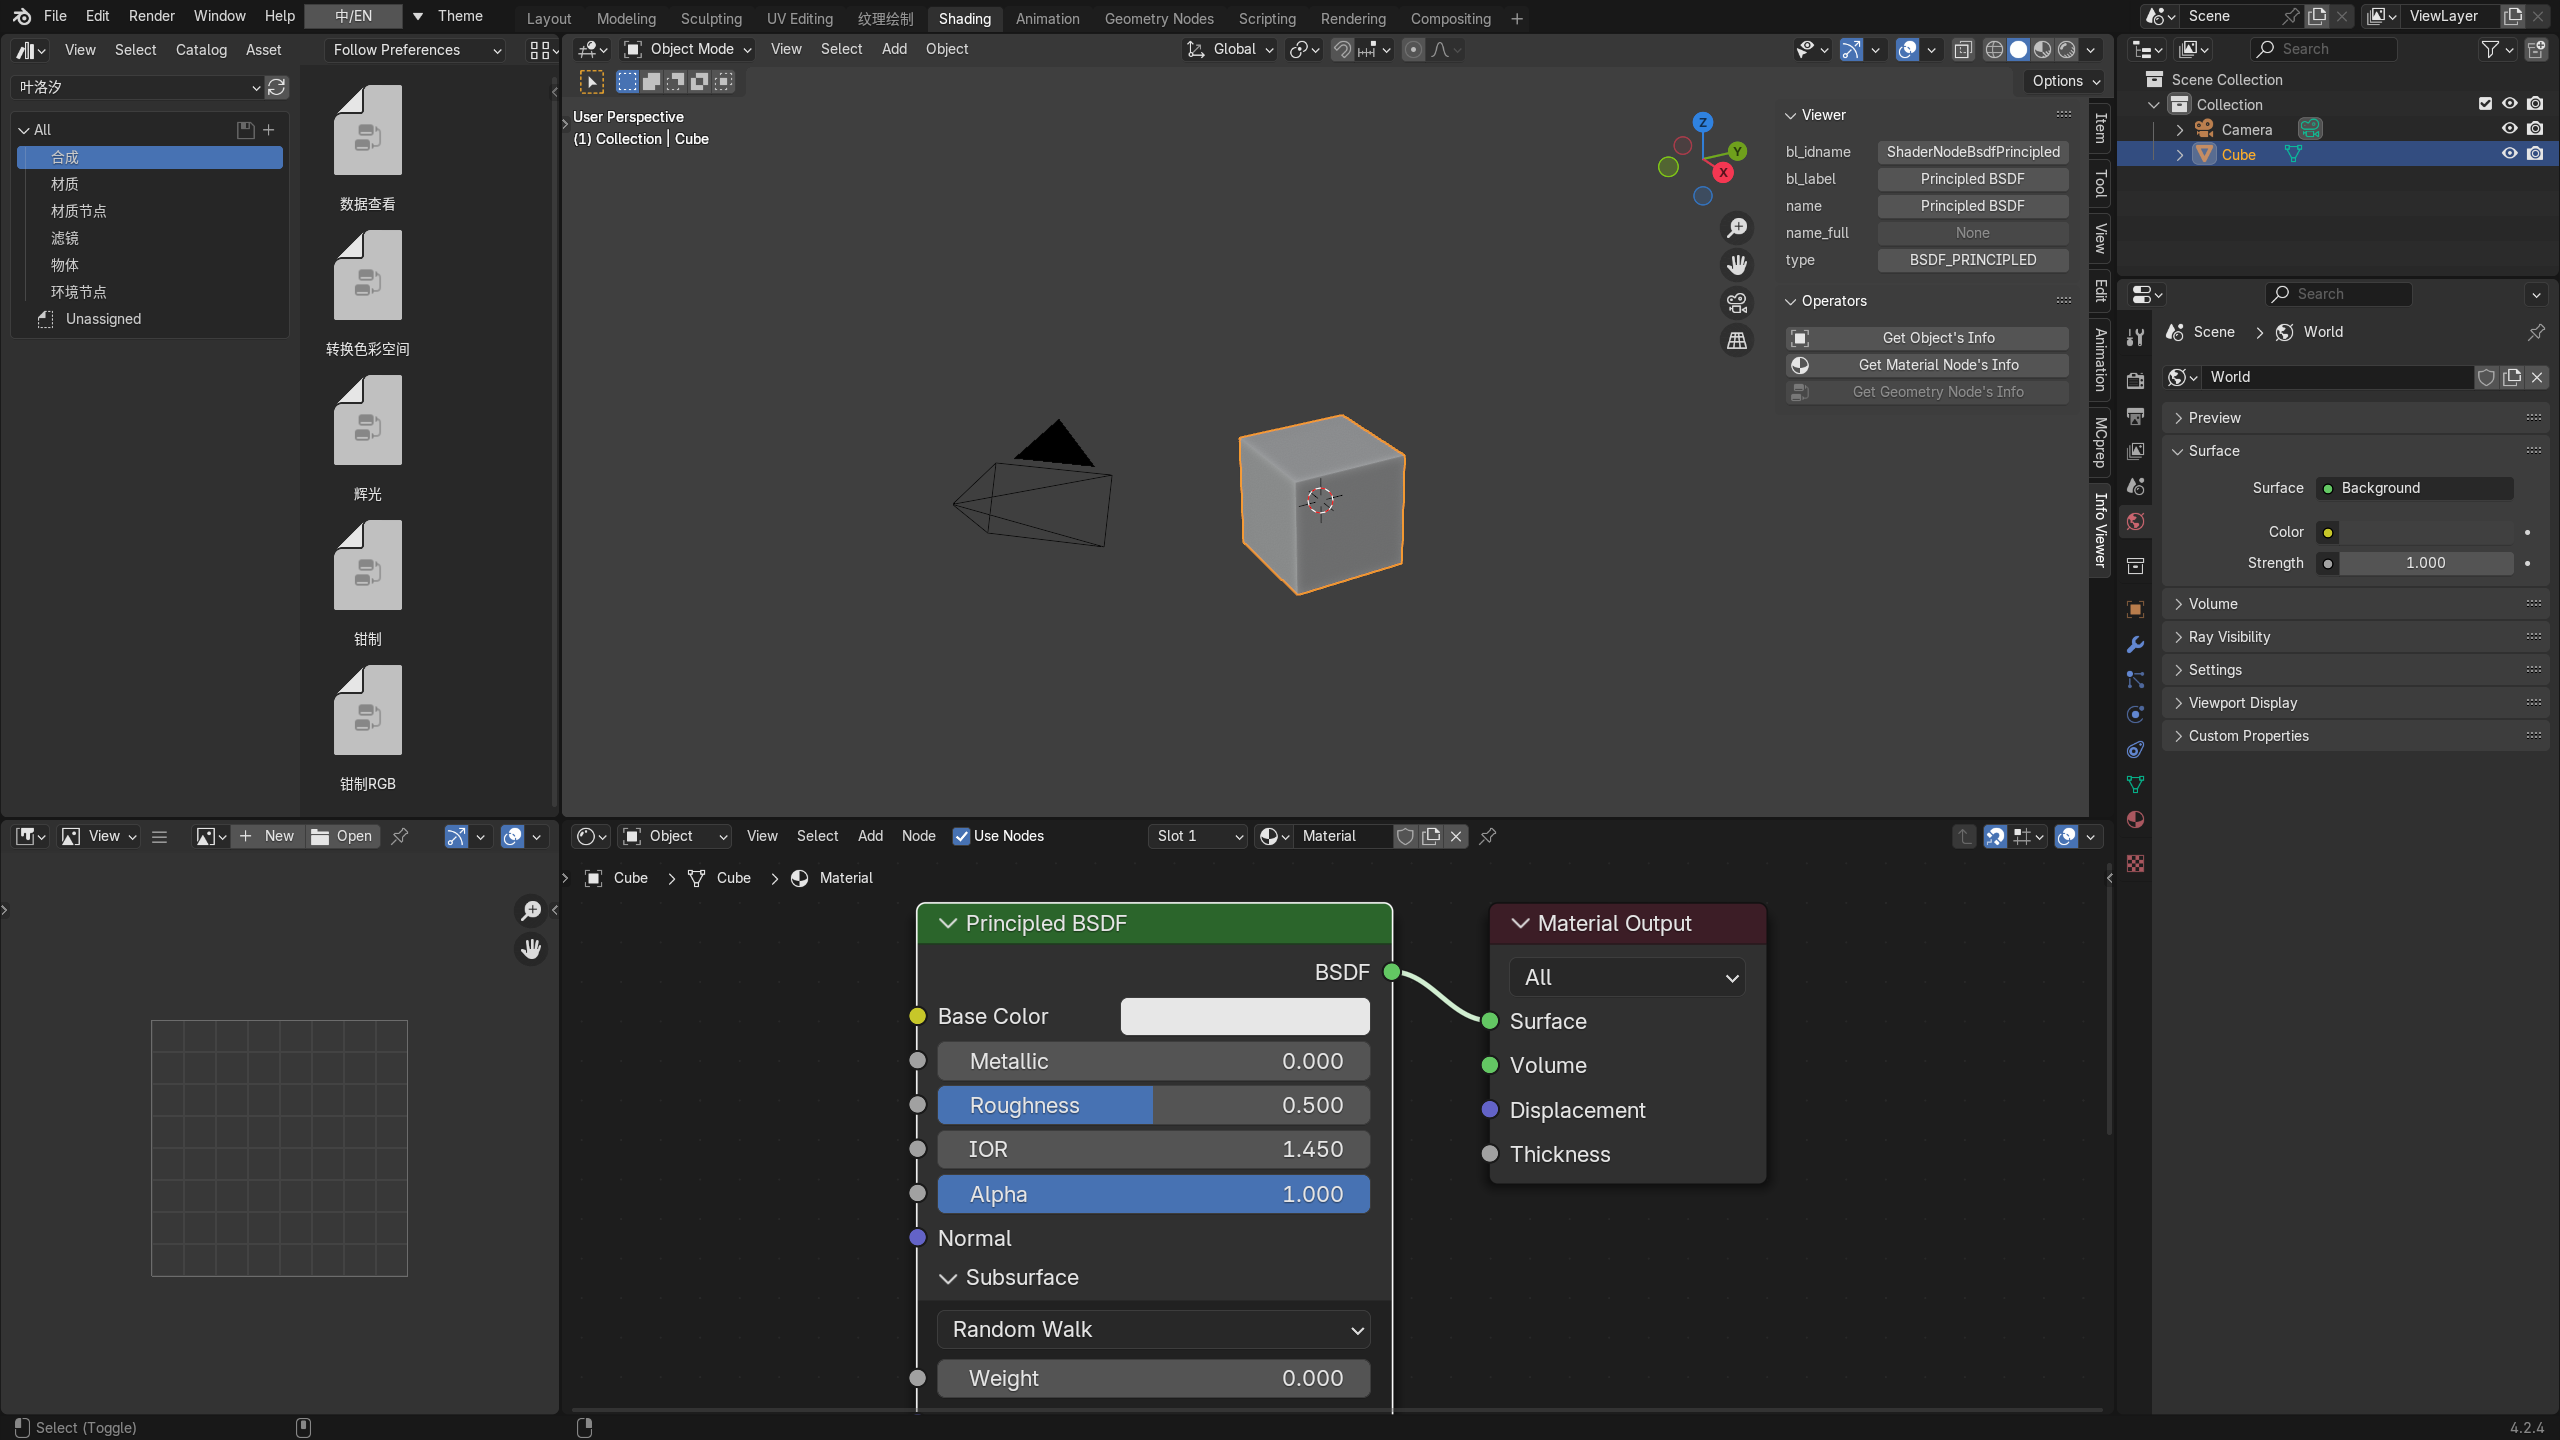 File Edit Render Window Help 中/EN Theme Layout Modeling Sculpting UV Editing 纹理绘制 Shading Animation Geometry Nodes Scripting Rendering Compositing Scene ViewLayer
View Select Catalog Asset Follow Preferences
叶洛汐
All
合成
材质
材质节点
滤镜
物体
环境节点
Unassigned
数据查看
转换色彩空间
辉光
钳制
钳制RGB
Object Mode View Select Add Object Global
Options
User Perspective
(1) Collection | Cube
Z
Y
X
Viewer
bl_idname ShaderNodeBsdfPrincipled
bl_label Principled BSDF
name Principled BSDF
name_full None
type BSDF_PRINCIPLED
Operators
Get Object's Info
Get Material Node's Info
Get Geometry Node's Info
Item
Tool
View
Edit
Animation
MCprep
Info Viewer
Search
Scene Collection
Collection
Camera
Cube
Search
Scene World
World
Preview
Surface
Surface Background
Color
Strength 1.000
Volume
Ray Visibility
Settings
Viewport Display
Custom Properties
View New Open
Object View Select Add Node Use Nodes Slot 1 Material
Cube Cube Material
Principled BSDF
BSDF
Base Color
Metallic 0.000
Roughness 0.500
IOR 1.450
Alpha 1.000
Normal
Subsurface
Random Walk
Weight 0.000
Material Output
All
Surface
Volume
Displacement
Thickness
Select (Toggle)
4.2.4